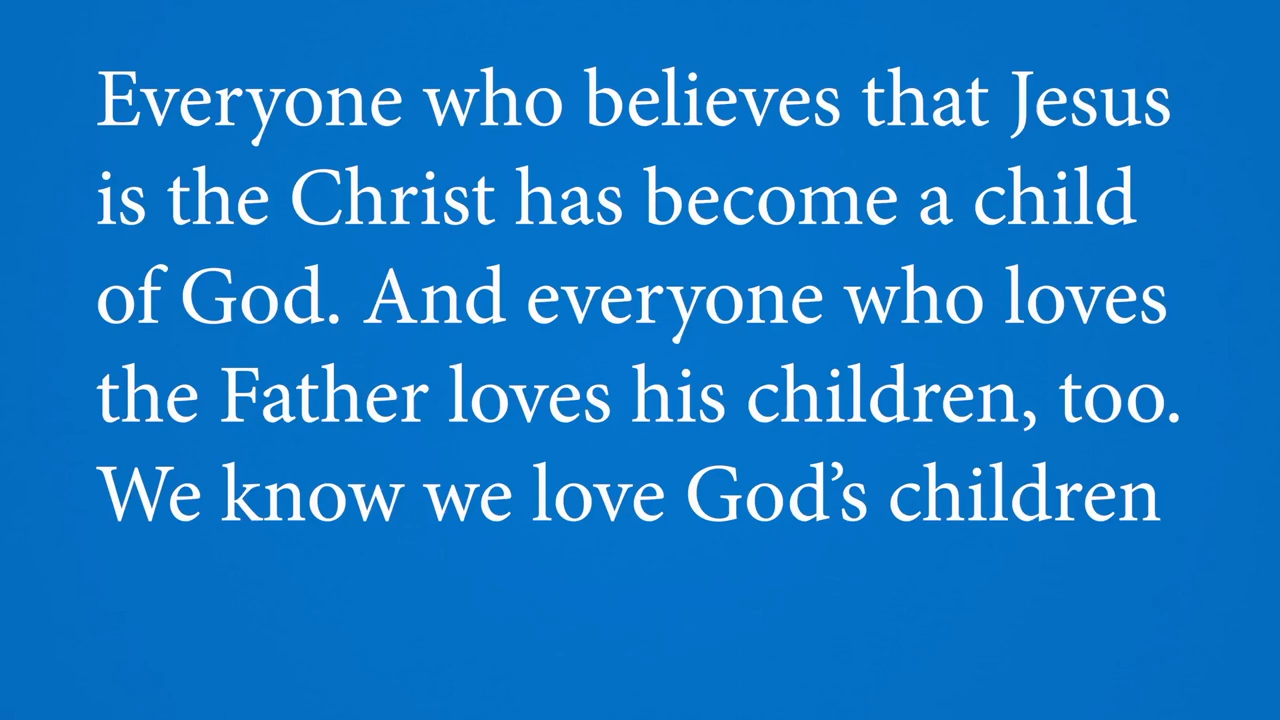 Everyone who believes that Jesus
is the Christ has become a child
of God. And everyone who loves
the Father loves his children, too.
We know we love God’s children